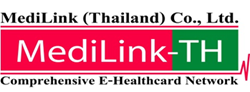 MediLink (Thailand) Co., Ltd.
MediLink-TH
Comprehensive E-Healthcard Network